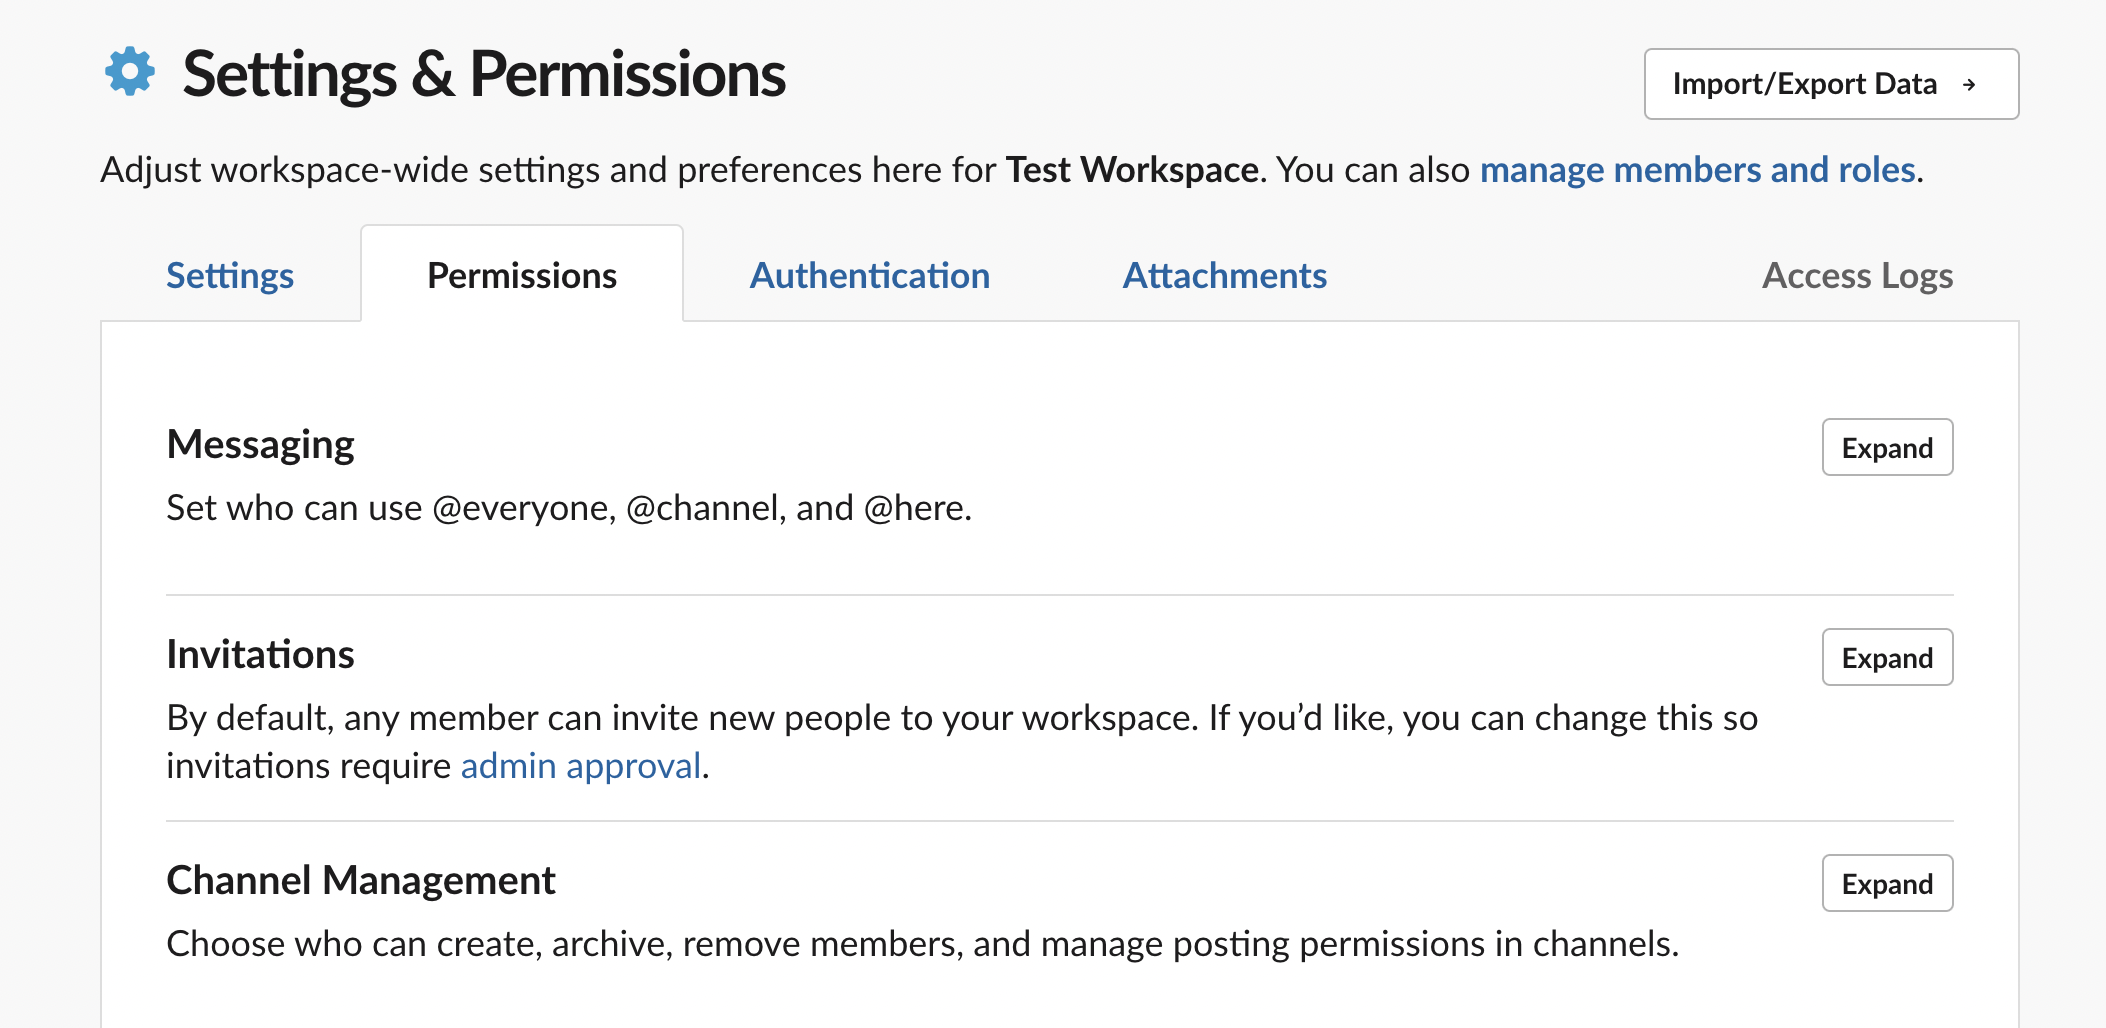 Settings & Permissions
Import/Export Data →
Adjust workspace-wide settings and preferences here for Test Workspace. You can also manage members and roles.
Settings
Permissions
Authentication
Attachments
Access Logs
Messaging
Expand
Set who can use @everyone, @channel, and @here.
Invitations
Expand
By default, any member can invite new people to your workspace. If you’d like, you can change this so
invitations require admin approval.
Channel Management
Expand
Choose who can create, archive, remove members, and manage posting permissions in channels.